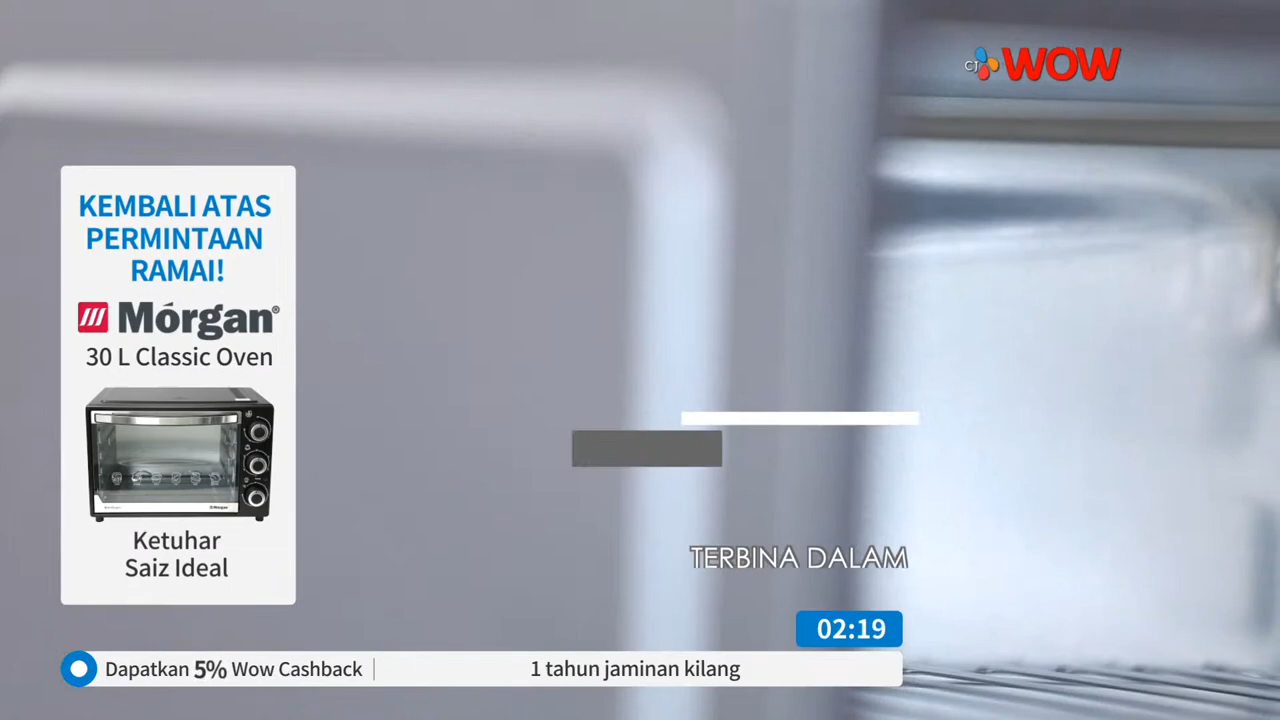 CJ WOW
KEMBALI ATAS
PERMINTAAN
RAMAI!
Mórgan®
30 L Classic Oven
Ketuhar
Saiz Ideal
TERBINA DALAM
02:19
Dapatkan 5% Wow Cashback
1 tahun jaminan kilang